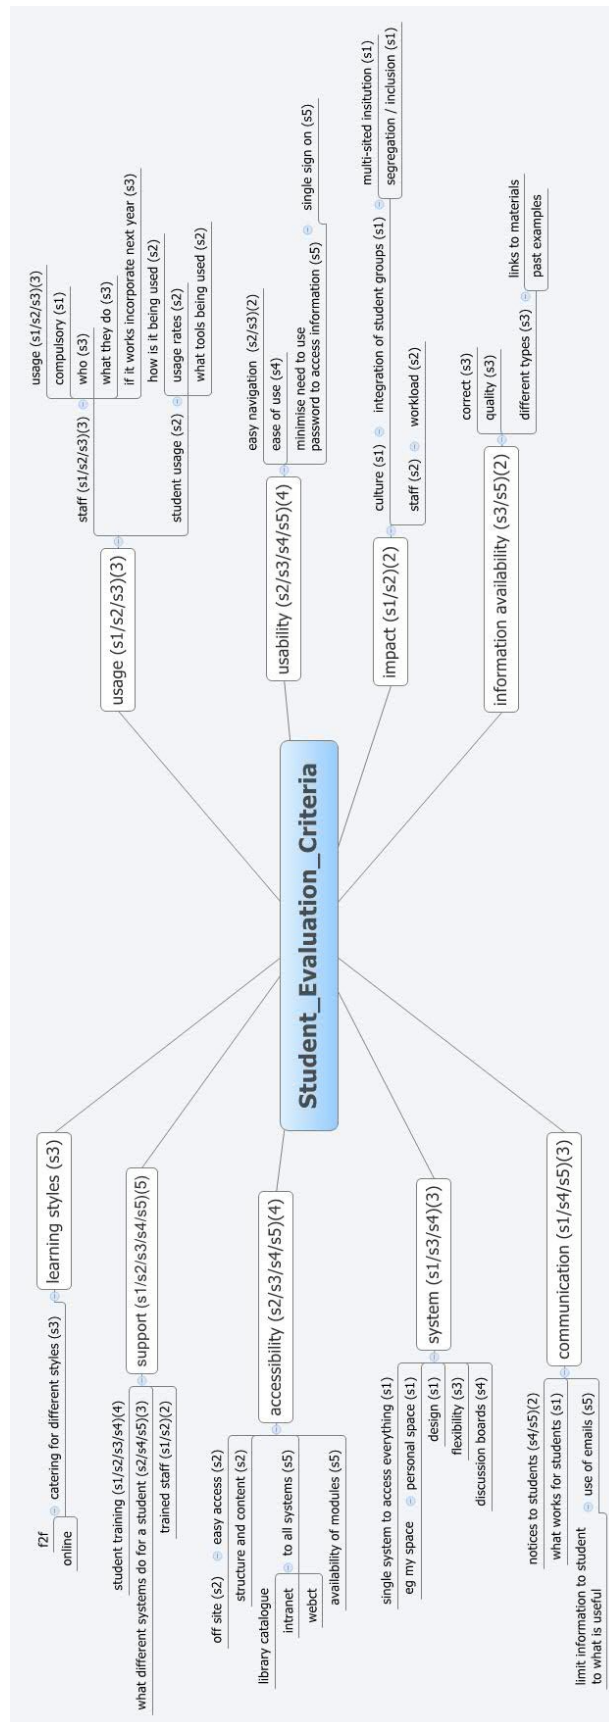 Student_Evaluation_Criteria
usage (s1/s2/s3)(3)
staff (s1/s2/s3)(3)
usage (s1/s2/s3)(3)
compulsory (s1)
who (s3)
what they do (s3)
if it works incorporate next year (s3)
student usage (s2)
how is it being used (s2)
usage rates (s2)
what tools being used (s2)
usability (s2/s3/s4/s5)(4)
easy navigation (s2/s3)(2)
ease of use (s4)
minimise need to use
password to access information (s5)
single sign on (s5)
impact (s1/s2)(2)
culture (s1)
integration of student groups (s1)
multi-sited insitution (s1)
segregation / inclusion (s1)
staff (s2)
workload (s2)
information availability (s3/s5)(2)
correct (s3)
quality (s3)
different types (s3)
links to materials
past examples
learning styles (s3)
catering for different styles (s3)
f2f
online
support (s1/s2/s3/s4/s5)(5)
student training (s1/s2/s3/s4)(4)
what different systems do for a student (s2/s4/s5)(3)
trained staff (s1/s2)(2)
accessibility (s2/s3/s4/s5)(4)
easy access (s2)
off site (s2)
structure and content (s2)
to all systems (s5)
library catalogue
intranet
webct
availability of modules (s5)
system (s1/s3/s4)(3)
single system to access everything (s1)
personal space (s1)
eg my space
design (s1)
flexibility (s3)
discussion boards (s4)
communication (s1/s4/s5)(3)
notices to students (s4/s5)(2)
what works for students (s1)
use of emails (s5)
limit information to student
to what is useful